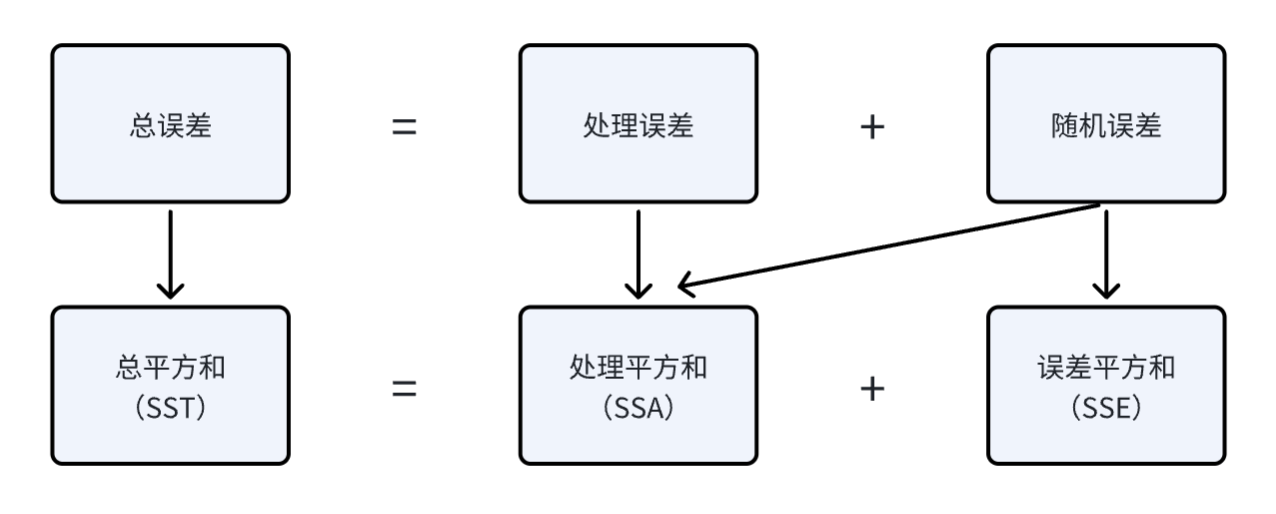 总误差 = 处理误差 + 随机误差
总平方和 = 处理平方和 + 误差平方和
（SST） （SSA） （SSE）